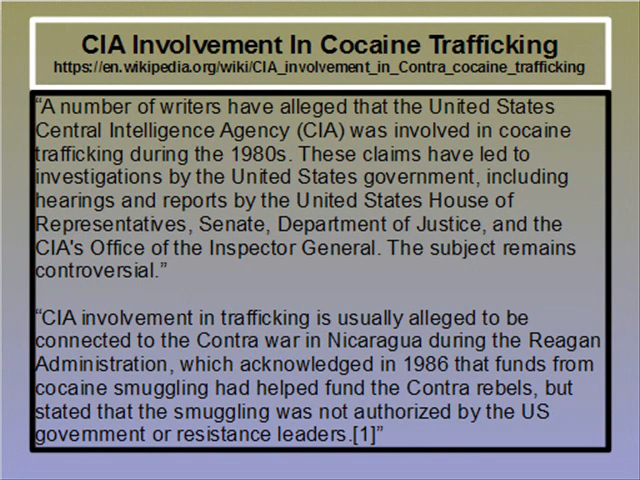 CIA Involvement In Cocaine Trafficking
https://en.wikipedia.org/wiki/CIA_involvement_in_Contra_cocaine_trafficking
“A number of writers have alleged that the United States
Central Intelligence Agency (CIA) was involved in cocaine
trafficking during the 1980s. These claims have led to
investigations by the United States government, including
hearings and reports by the United States House of
Representatives, Senate, Department of Justice, and the
CIA's Office of the Inspector General. The subject remains
controversial.”
“CIA involvement in trafficking is usually alleged to be
connected to the Contra war in Nicaragua during the Reagan
Administration, which acknowledged in 1986 that funds from
cocaine smuggling had helped fund the Contra rebels, but
stated that the smuggling was not authorized by the US
government or resistance leaders.[1]”